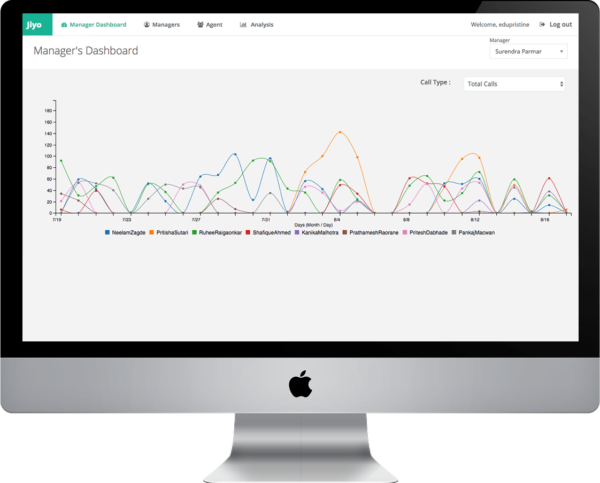 Jiyo Manager Dashboard Managers Agent Analysis Welcome, edupristine Log out
Manager's Dashboard
Manager
Surendra Parmar
Call Type : Total Calls
180
160
140
120
100
80
60
40
20
0
7/19 7/23 7/27 7/31 8/4 8/8 8/12 8/16
Days (Month / Day)
NeelamZagde PritishaSutari RuheeRaigaonkar ShafiqueAhmed KanikaMalhotra PrathameshRaorane PriteshDabhade PankajMaowan